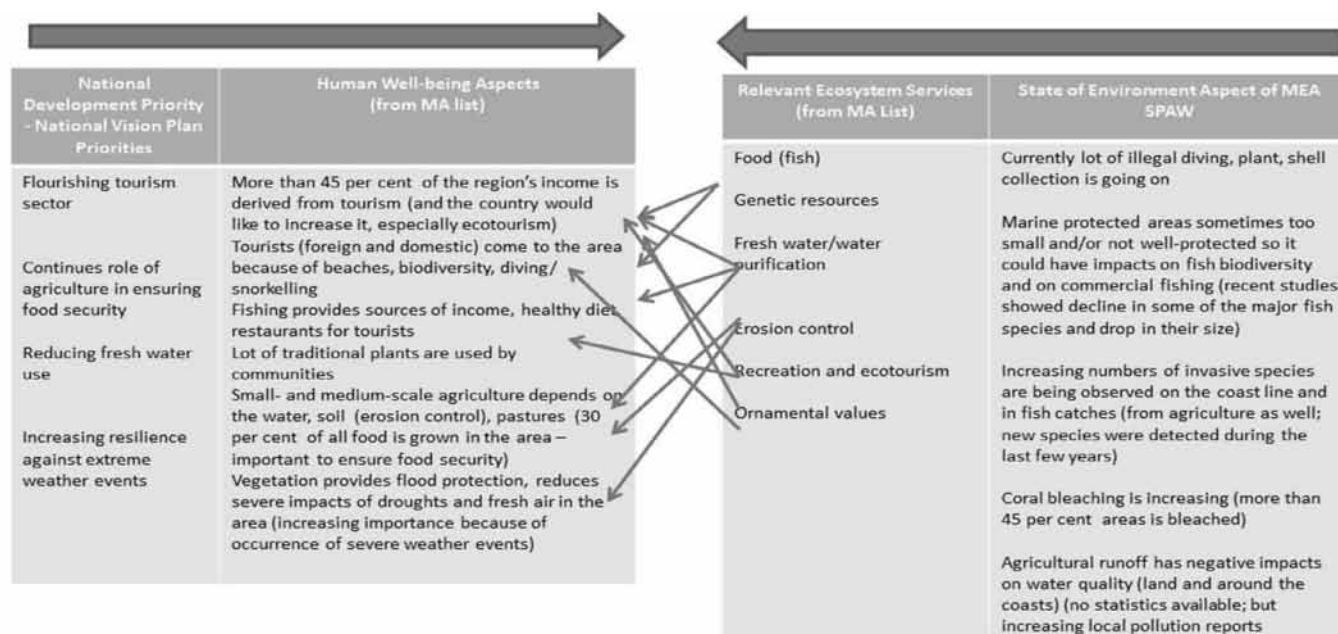 National
Development Priority
- National Vision Plan
Priorities
Human Well-being Aspects
(from MA list)
Flourishing tourism
sector
Continues role of
agriculture in ensuring
food security
Reducing fresh water
use
Increasing resilience
against extreme
weather events
More than 45 per cent of the region's income is
derived from tourism (and the country would
like to increase it, especially ecotourism)
Tourists (foreign and domestic) come to the area
because of beaches, biodiversity, diving/
snorkelling
Fishing provides sources of income, healthy diet
restaurants for tourists
Lot of traditional plants are used by
communities
Small- and medium-scale agriculture depends on
the water, soil (erosion control), pastures (30
per cent of all food is grown in the area –
important to ensure food security)
Vegetation provides flood protection, reduces
severe impacts of droughts and fresh air in the
area (increasing importance because of
occurrence of severe weather events)
Relevant Ecosystem Services
(from MA List)
State of Environment Aspect of MEA
SPAW
Food (fish)
Genetic resources
Fresh water/water
purification
Erosion control
Recreation and ecotourism
Ornamental values
Currently lot of illegal diving, plant, shell
collection is going on
Marine protected areas sometimes too
small and/or not well-protected so it
could have impacts on fish biodiversity
and on commercial fishing (recent studies
showed decline in some of the major fish
species and drop in their size)
Increasing numbers of invasive species
are being observed on the coast line and
in fish catches (from agriculture as well;
new species were detected during the
last few years)
Coral bleaching is increasing (more than
45 per cent areas is bleached)
Agricultural runoff has negative impacts
on water quality (land and around the
coasts) (no statistics available; but
increasing local pollution reports